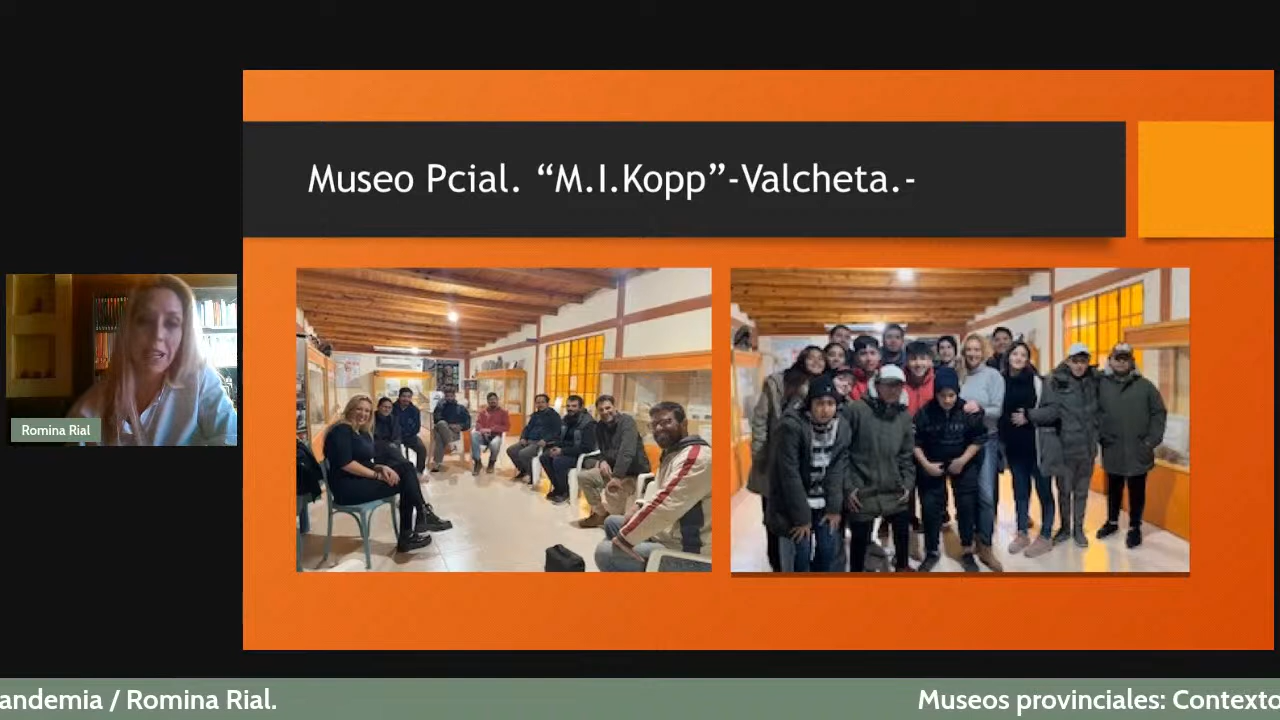 Museo Pcial. “M.I.Kopp”-Valcheta.-
Romina Rial
andemia / Romina Rial.
Museos provinciales: Contexto